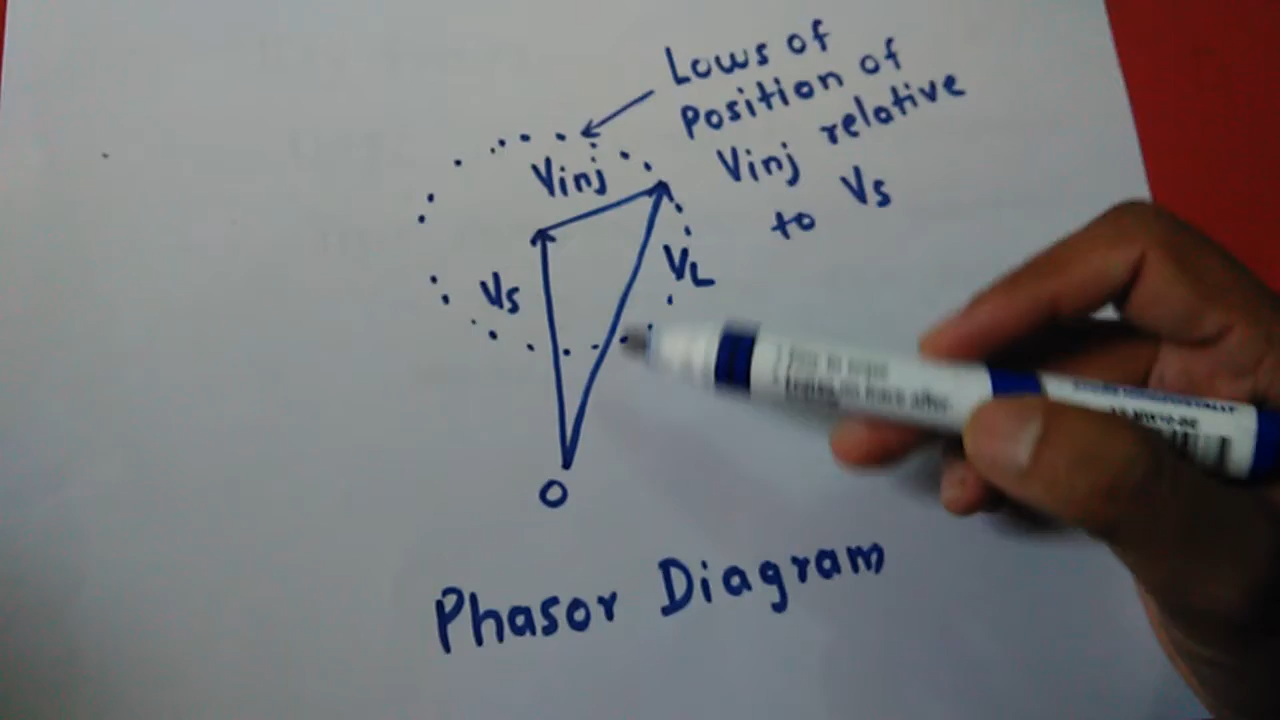 Lows of
Position of
Vinj relative
to Vs
Vinj
Vs
VL
O
Phasor Diagram